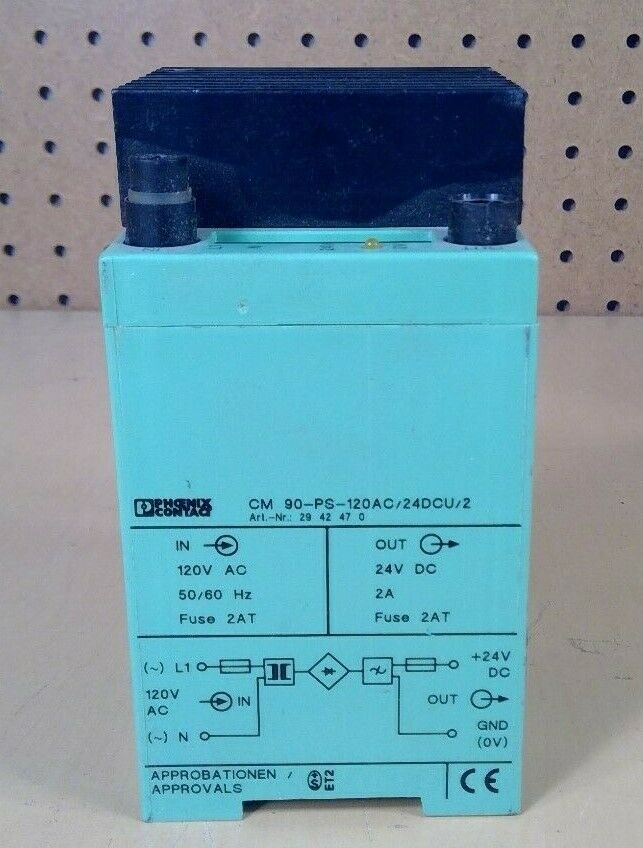 PHŒNIX CONTACT
CM 90-PS-120AC/24DCU/2
Art.-Nr.: 29 42 47 0
IN
120V AC
50/60 Hz
Fuse 2AT
OUT
24V DC
2A
Fuse 2AT
(~) L1
120V AC
IN
(~) N
+24V DC
OUT
GND (0V)
APPROBATIONEN /
APPROVALS
S
ET2
CE